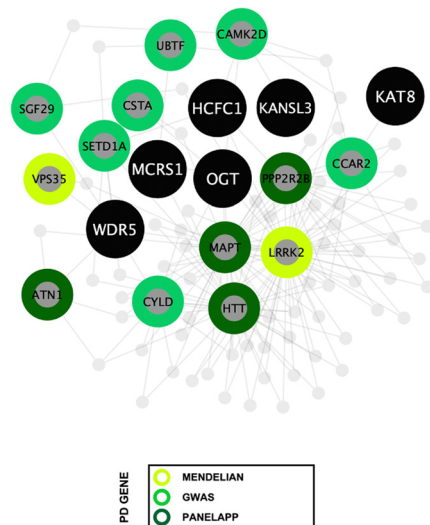 CAMK2D
UBTF
KAT8
SGF29
CSTA
HCFC1
KANSL3
SETD1A
CCAR2
MCRS1
VPS35
OGT
PPP2R2B
WDR5
MAPT
LRRK2
ATN1
CYLD
HTT
PD GENE
MENDELIAN
GWAS
PANELAPP